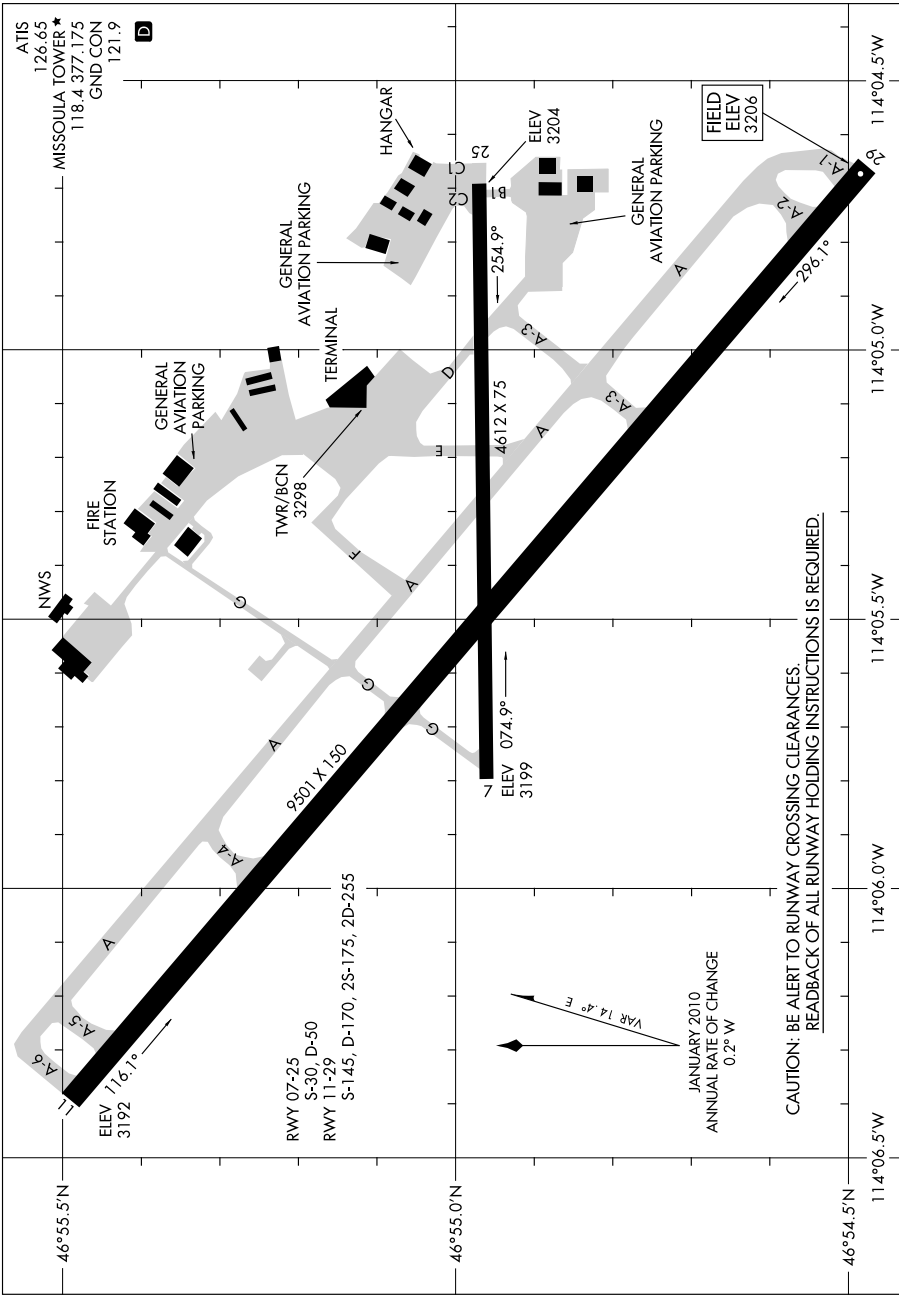 ATIS
126.65
MISSOULA TOWER★
118.4 377.175
GND CON
121.9
D
NWS
FIRE
STATION
GENERAL
AVIATION
PARKING
TERMINAL
TWR/BCN
3298
GENERAL
AVIATION PARKING
HANGAR
C1
C2
25
B1
ELEV
3204
254.9°
GENERAL
AVIATION PARKING
FIELD
ELEV
3206
A-1
29
A-2
296.1°
A
A-3
A-3
A
D
E
4612 X 75
F
A
G
G
G
A
7
ELEV
3199
074.9°
9501 X 150
A-4
A
A-5
A-6
11
116.1°
ELEV
3192
RWY 07-25
S-30, D-50
RWY 11-29
S-145, D-170, 2S-175, 2D-255
VAR 14.4° E
JANUARY 2010
ANNUAL RATE OF CHANGE
0.2° W
CAUTION: BE ALERT TO RUNWAY CROSSING CLEARANCES.
READBACK OF ALL RUNWAY HOLDING INSTRUCTIONS IS REQUIRED.
46°55.5'N
46°55.0'N
46°54.5'N
114°06.5'W
114°06.0'W
114°05.5'W
114°05.0'W
114°04.5'W